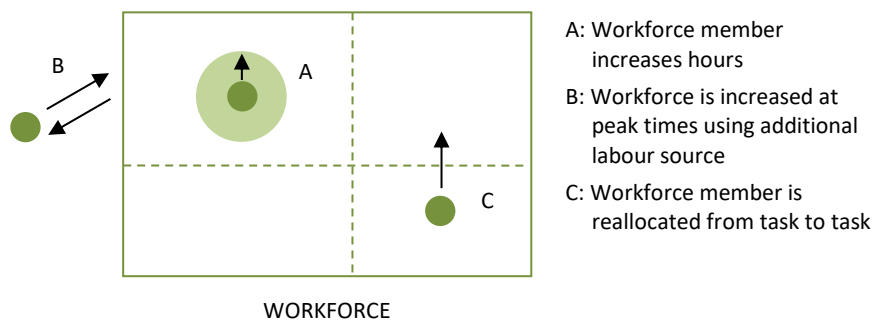 B
A
C
WORKFORCE
A: Workforce member
increases hours
B: Workforce is increased at
peak times using additional
labour source
C: Workforce member is
reallocated from task to task